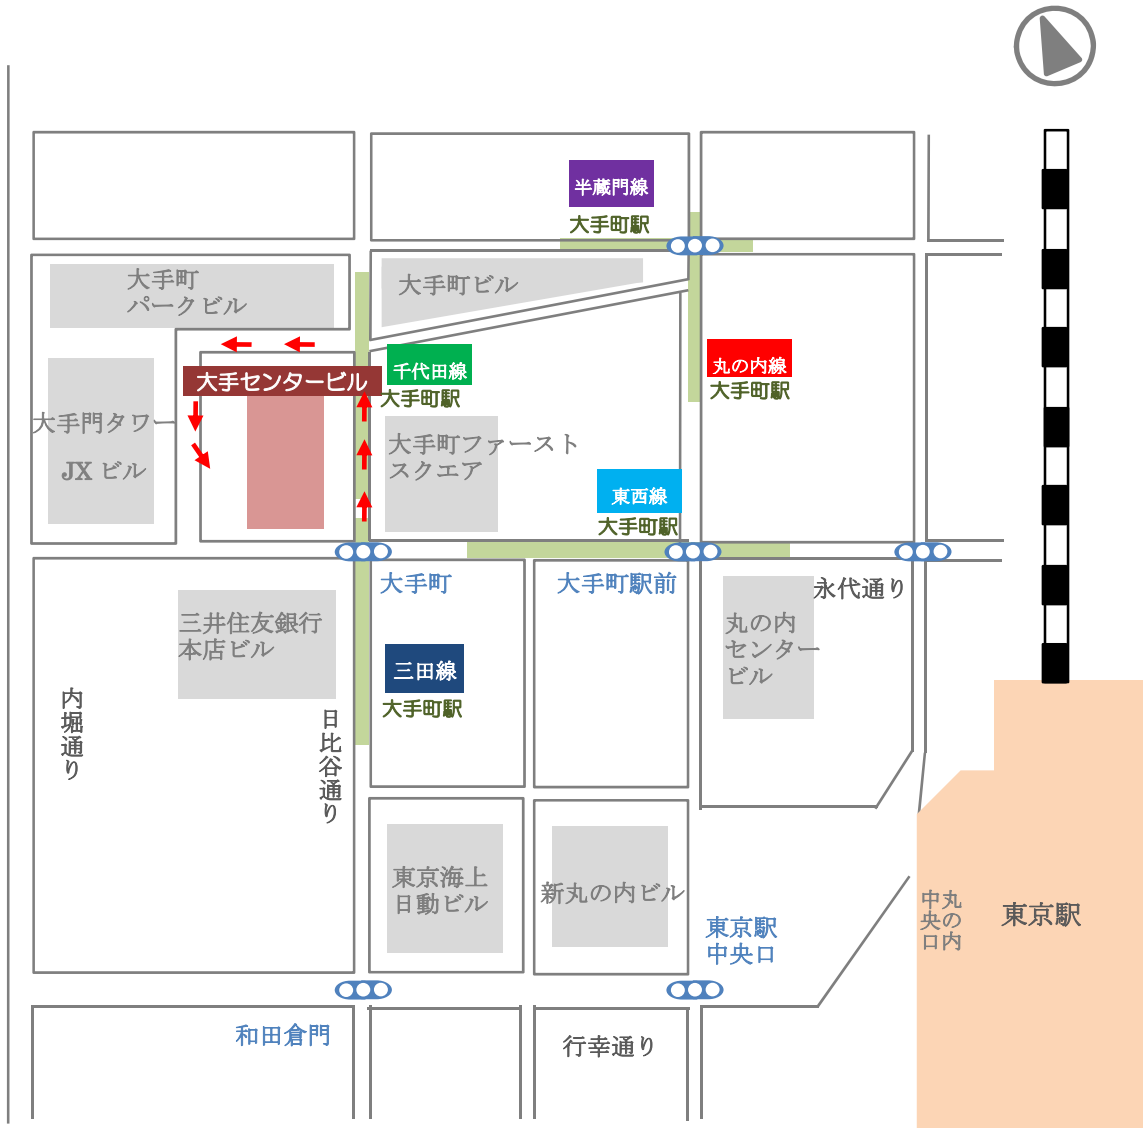 半蔵門線
大手町駅
大手町
パークビル
大手町ビル
大手センタービル
千代田線
大手町駅
丸の内線
大手町駅
大手門タワー
JX ビル
大手町ファースト
スクエア
東西線
大手町駅
大手町
大手町駅前
永代通り
三井住友銀行
本店ビル
丸の内
センター
ビル
三田線
大手町駅
内堀通り
日比谷通り
東京海上
日動ビル
新丸の内ビル
東京駅
中央口
丸の内
中央口
東京駅
和田倉門
行幸通り